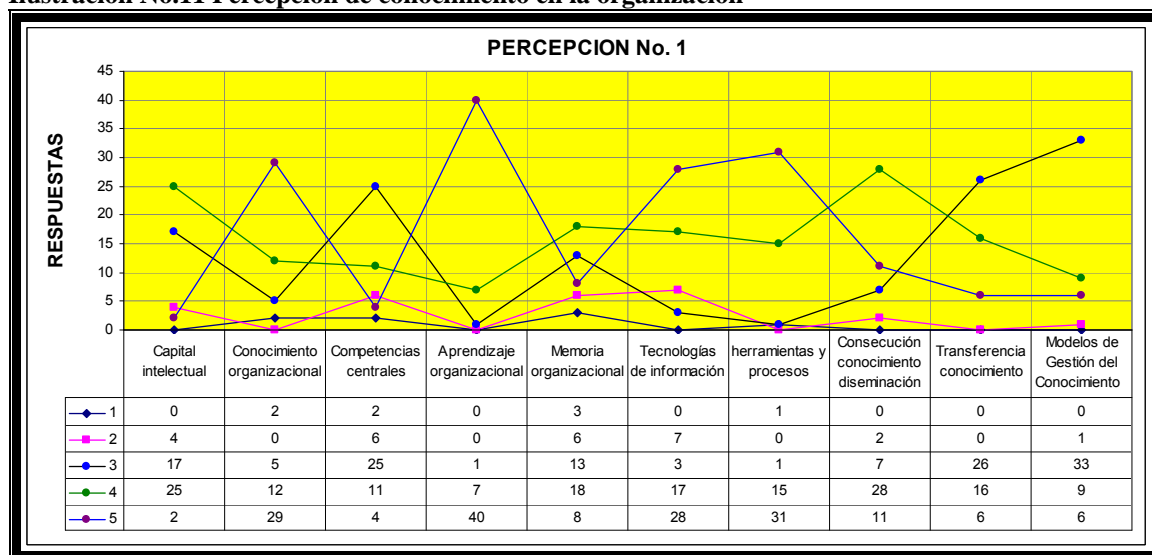 Ilustración No.11 Percepción de conocimiento en la organización
PERCEPCION No. 1
RESPUESTAS
45
40
35
30
25
20
15
10
5
0
Capital intelectual
Conocimiento organizacional
Competencias centrales
Aprendizaje organizacional
Memoria organizacional
Tecnologías de información
herramientas y procesos
Consecución conocimiento diseminación
Transferencia conocimiento
Modelos de Gestión del Conocimiento
1 0 2 2 0 3 0 1 0 0 0
2 4 0 6 0 6 7 0 2 0 1
3 17 5 25 1 13 3 1 7 26 33
4 25 12 11 7 18 17 15 28 16 9
5 2 29 4 40 8 28 31 11 6 6